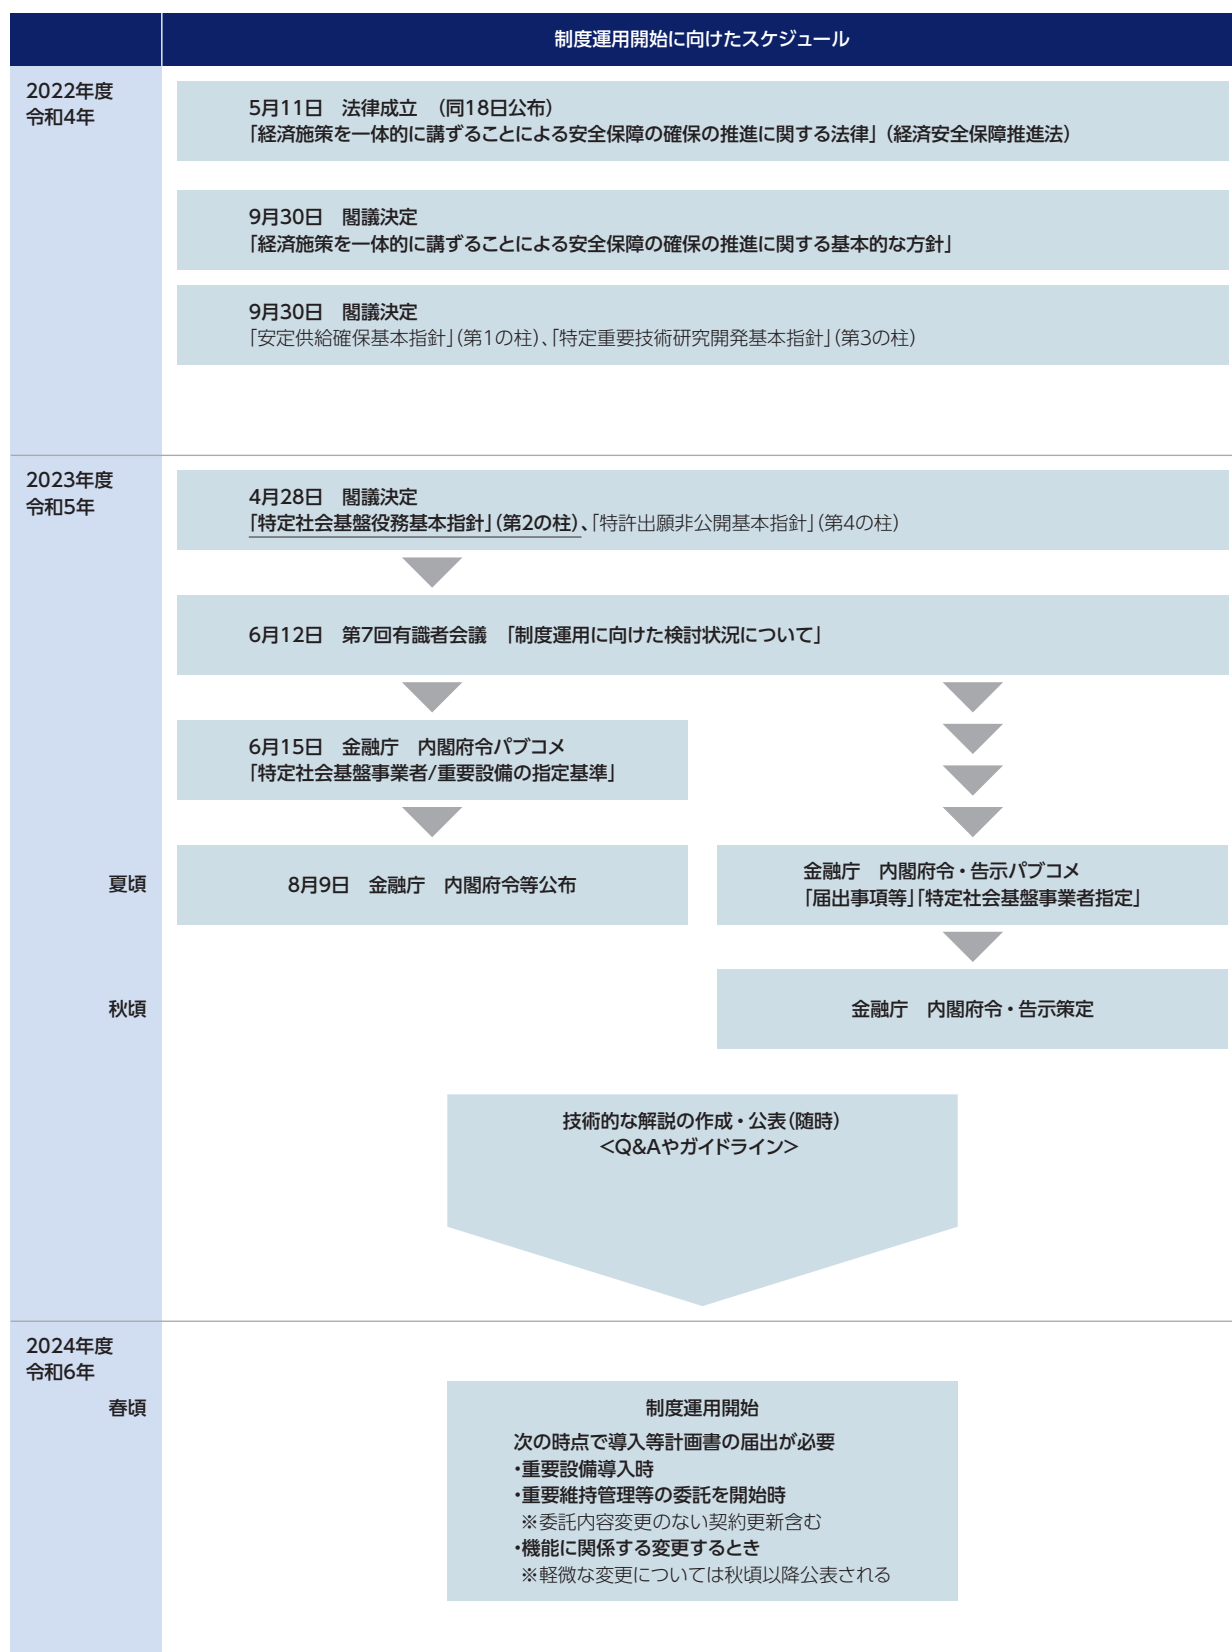 制度運用開始に向けたスケジュール
2022年度
令和4年
5月11日　法律成立　（同18日公布）
「経済施策を一体的に講ずることによる安全保障の確保の推進に関する法律」（経済安全保障推進法）
9月30日　閣議決定
「経済施策を一体的に講ずることによる安全保障の確保の推進に関する基本的な方針」
9月30日　閣議決定
「安定供給確保基本指針」（第1の柱）、「特定重要技術研究開発基本指針」（第3の柱）
2023年度
令和5年
4月28日　閣議決定
「特定社会基盤役務基本指針」（第2の柱）、「特許出願非公開基本指針」（第4の柱）
6月12日　第7回有識者会議　「制度運用に向けた検討状況について」
6月15日　金融庁　内閣府令パブコメ
「特定社会基盤事業者/重要設備の指定基準」
夏頃
8月9日　金融庁　内閣府令等公布
金融庁　内閣府令・告示パブコメ
「届出事項等」「特定社会基盤事業者指定」
秋頃
金融庁　内閣府令・告示策定
技術的な解説の作成・公表（随時）
<Q&Aやガイドライン>
2024年度
令和6年
春頃
制度運用開始
次の時点で導入等計画書の届出が必要
・重要設備導入時
・重要維持管理等の委託を開始時
※委託内容変更のない契約更新含む
・機能に関係する変更するとき
※軽微な変更については秋頃以降公表される